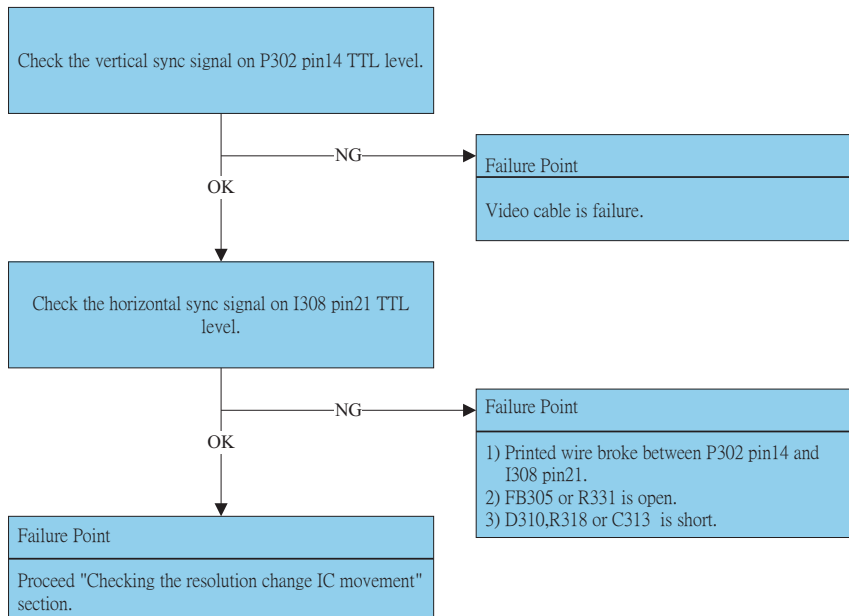 Check the vertical sync signal on P302 pin14 TTL level.
NG
Failure Point
Video cable is failure.
OK
Check the horizontal sync signal on I308 pin21 TTL
level.
NG
Failure Point
1) Printed wire broke between P302 pin14 and
I308 pin21.
2) FB305 or R331 is open.
3) D310,R318 or C313 is short.
OK
Failure Point
Proceed "Checking the resolution change IC movement"
section.